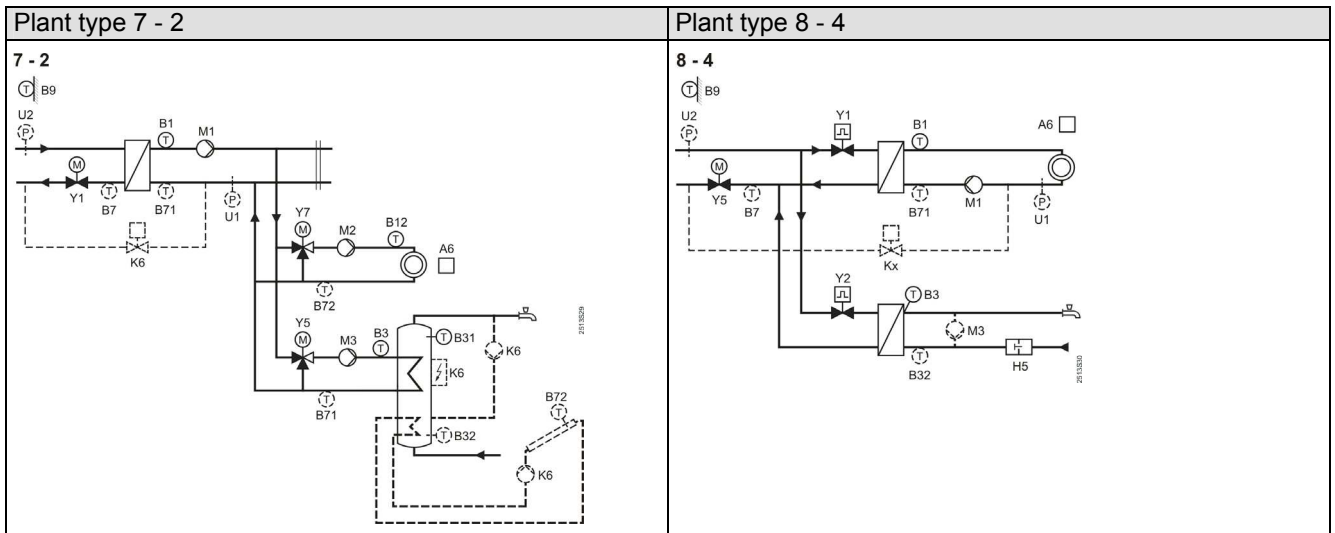 Plant type 7 - 2
7 - 2
T B9
U2
P
B1
T
M1
M
Y1
T
B7
T
B71
P
U1
K6
Y7
M
M2
B12
T
A6
T
B72
Y5
M
M3
B3
T
T B31
K6
K6
T
B71
T B32
B72
T
K6
2513S29
Plant type 8 - 4
8 - 4
T B9
U2
P
Y1
B1
T
A6
M
Y5
T
B7
T
B71
M1
P
U1
Kx
Y2
T B3
M3
T
B32
H5
2513S30